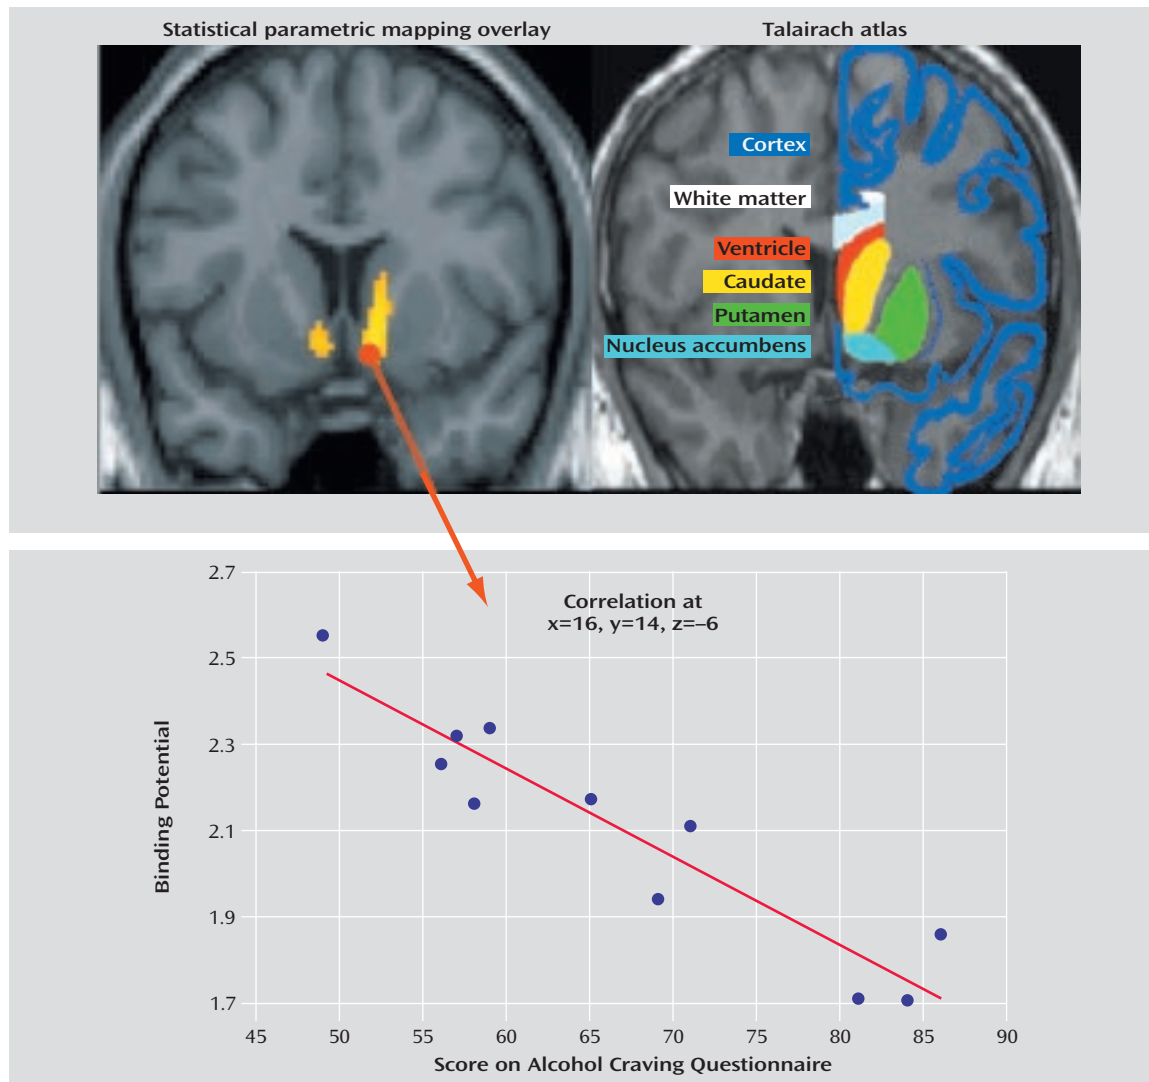 Statistical parametric mapping overlay
Talairach atlas
Cortex
White matter
Ventricle
Caudate
Putamen
Nucleus accumbens
Correlation at
x=16, y=14, z=–6
Binding Potential
2.7
2.5
2.3
2.1
1.9
1.7
45 50 55 60 65 70 75 80 85 90
Score on Alcohol Craving Questionnaire